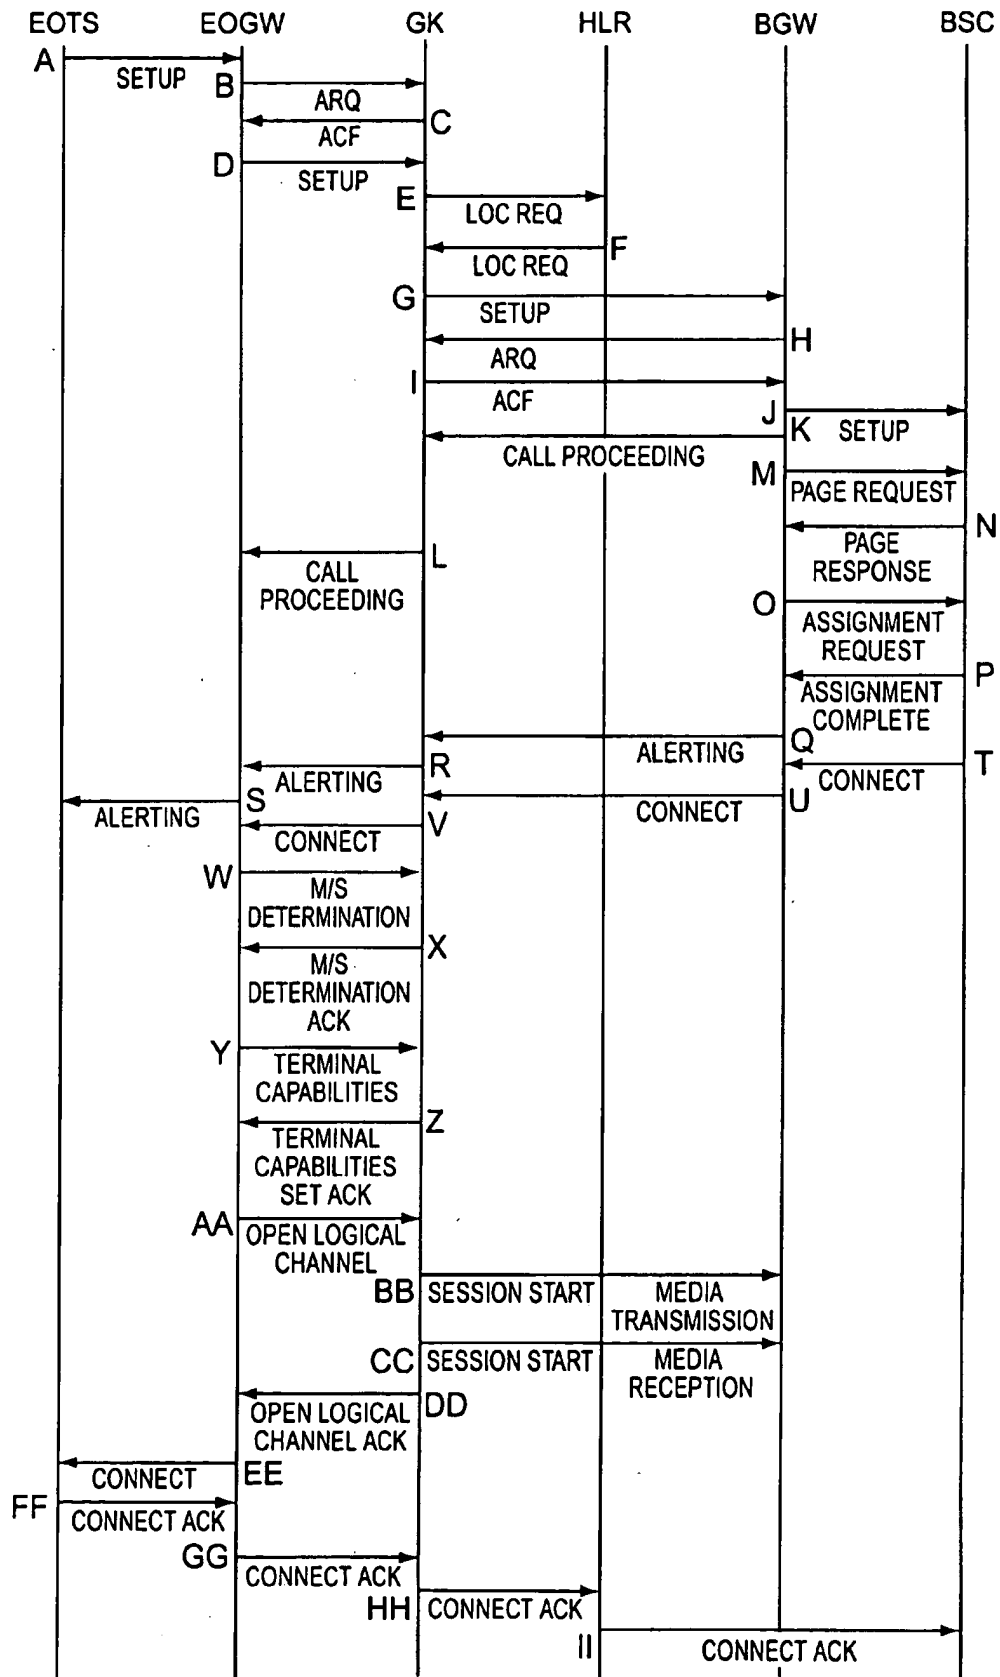 EOTS EOGW GK HLR BGW BSC
A
SETUP
B
ARQ
C
ACF
D
SETUP
E
LOC REQ
F
LOC REQ
G
SETUP
H
ARQ
I
ACF
J
K SETUP
CALL PROCEEDING
M
PAGE REQUEST
N
PAGE
RESPONSE
L
CALL
PROCEEDING
O
ASSIGNMENT
REQUEST
P
ASSIGNMENT
COMPLETE
Q
ALERTING
R
ALERTING
T
CONNECT
S
ALERTING
U
CONNECT
V
CONNECT
W
M/S
DETERMINATION
X
M/S
DETERMINATION
ACK
Y
TERMINAL
CAPABILITIES
Z
TERMINAL
CAPABILITIES
SET ACK
AA
OPEN LOGICAL
CHANNEL
BB SESSION START MEDIA
TRANSMISSION
CC SESSION START MEDIA
RECEPTION
DD
OPEN LOGICAL
CHANNEL ACK
EE
CONNECT
FF
CONNECT ACK
GG
CONNECT ACK
HH CONNECT ACK
II
CONNECT ACK